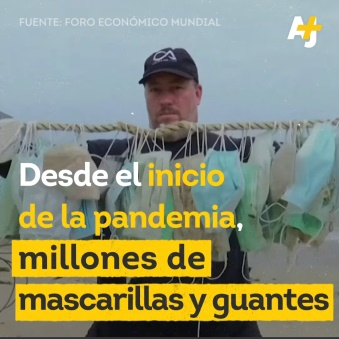 FUENTE: FORO ECONÓMICO MUNDIAL
AJ+
Desde el inicio
de la pandemia,
millones de
mascarillas y guantes